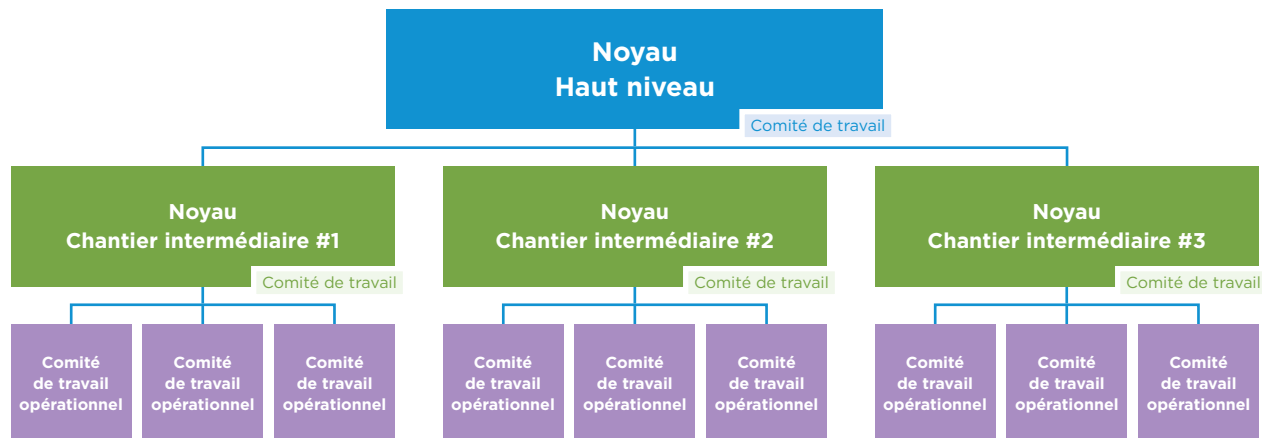 Noyau
Haut niveau
Comité de travail
Noyau
Chantier intermédiaire #1
Comité de travail
Noyau
Chantier intermédiaire #2
Comité de travail
Noyau
Chantier intermédiaire #3
Comité de travail
Comité
de travail
opérationnel
Comité
de travail
opérationnel
Comité
de travail
opérationnel
Comité
de travail
opérationnel
Comité
de travail
opérationnel
Comité
de travail
opérationnel
Comité
de travail
opérationnel
Comité
de travail
opérationnel
Comité
de travail
opérationnel